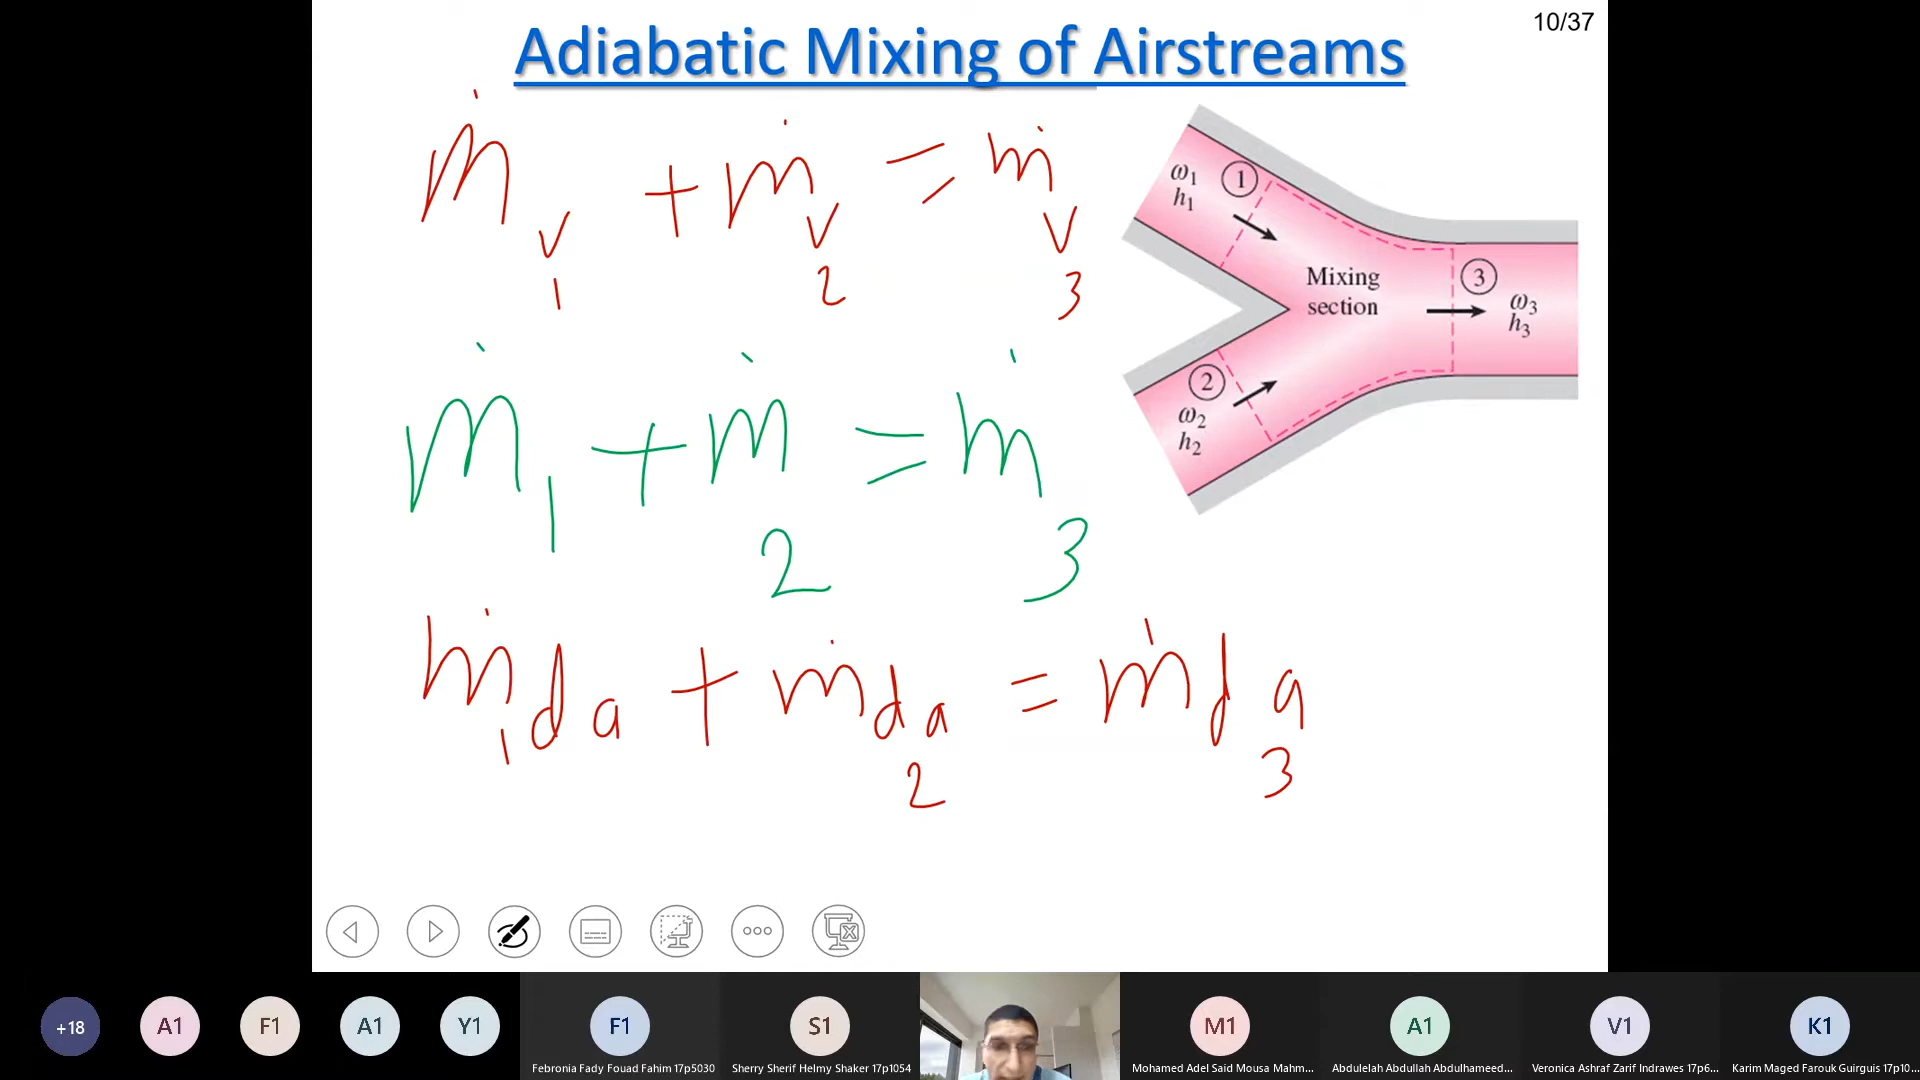 10/37
Adiabatic Mixing of Airstreams
ṁv1 + ṁv2 = ṁv3
ω1
h1
1
Mixing
section
3
ω3
h3
2
ω2
h2
ṁ1 + ṁ2 = ṁ3
ṁ1da + ṁda2 = ṁda3
+18
A1
F1
A1
Y1
F1
S1
M1
A1
V1
K1
Febronia Fady Fouad Fahim 17p5030
Sherry Sherif Helmy Shaker 17p1054
Mohamed Adel Said Mousa Mahm...
Abdulelah Abdullah Abdulhameed...
Veronica Ashraf Zarif Indrawes 17p6...
Karim Maged Farouk Guirguis 17p10...